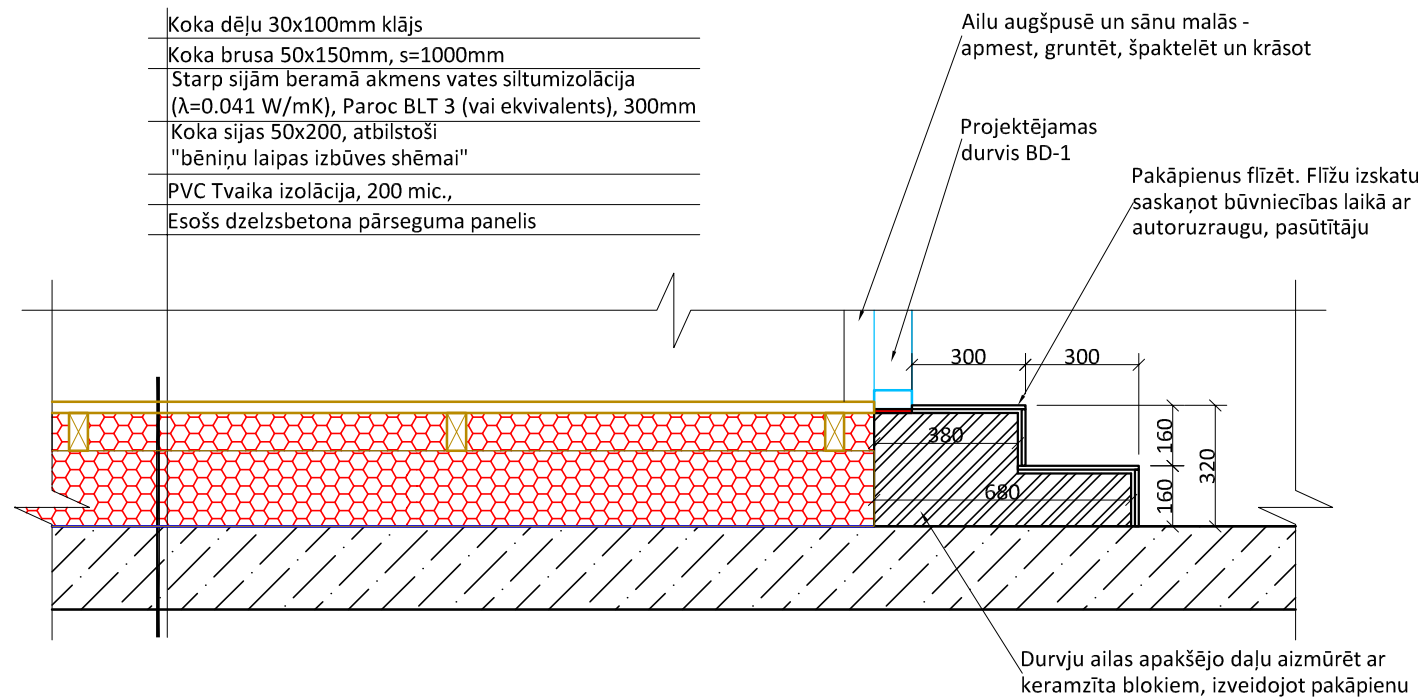 Koka dēļu 30x100mm klājs
Koka brusa 50x150mm, s=1000mm
Starp sijām beramā akmens vates siltumizolācija
(λ=0.041 W/mK), Paroc BLT 3 (vai ekvivalents), 300mm
Koka sijas 50x200, atbilstoši
"bēniņu laipas izbūves shēmai"
PVC Tvaika izolācija, 200 mic.,
Esošs dzelzsbetona pārseguma panelis
Ailu augšpusē un sānu malās -
apmest, gruntēt, špaktelēt un krāsot
Projektējamas
durvis BD-1
Pakāpienus flīzēt. Flīžu izskatu
saskaņot būvniecības laikā ar
autoruzraugu, pasūtītāju
300
300
380
680
160
160
320
Durvju ailas apakšējo daļu aizmūrēt ar
keramzīta blokiem, izveidojot pakāpienu